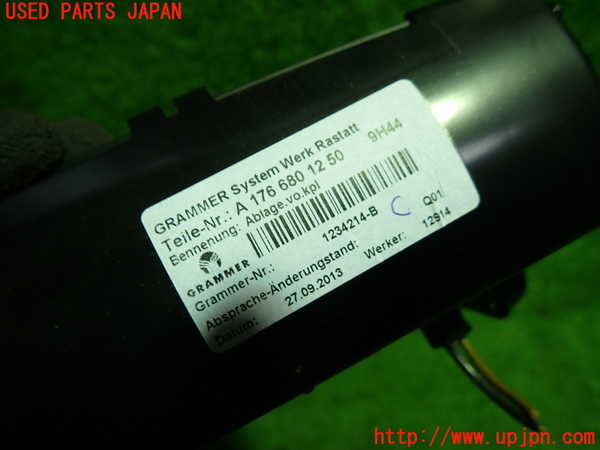 USED PARTS JAPAN
GRAMMER System Werk Rastatt
Teile-Nr.: A 176 680 12 50 9H44
Bennenung: Ablage.vo.kpl
GRAMMER
Grammer-Nr.: 1234214-B C Q01
Absprache-Änderungstand: Werker: 12914
Datum: 27.09.2013
http://www.upjpn.com/